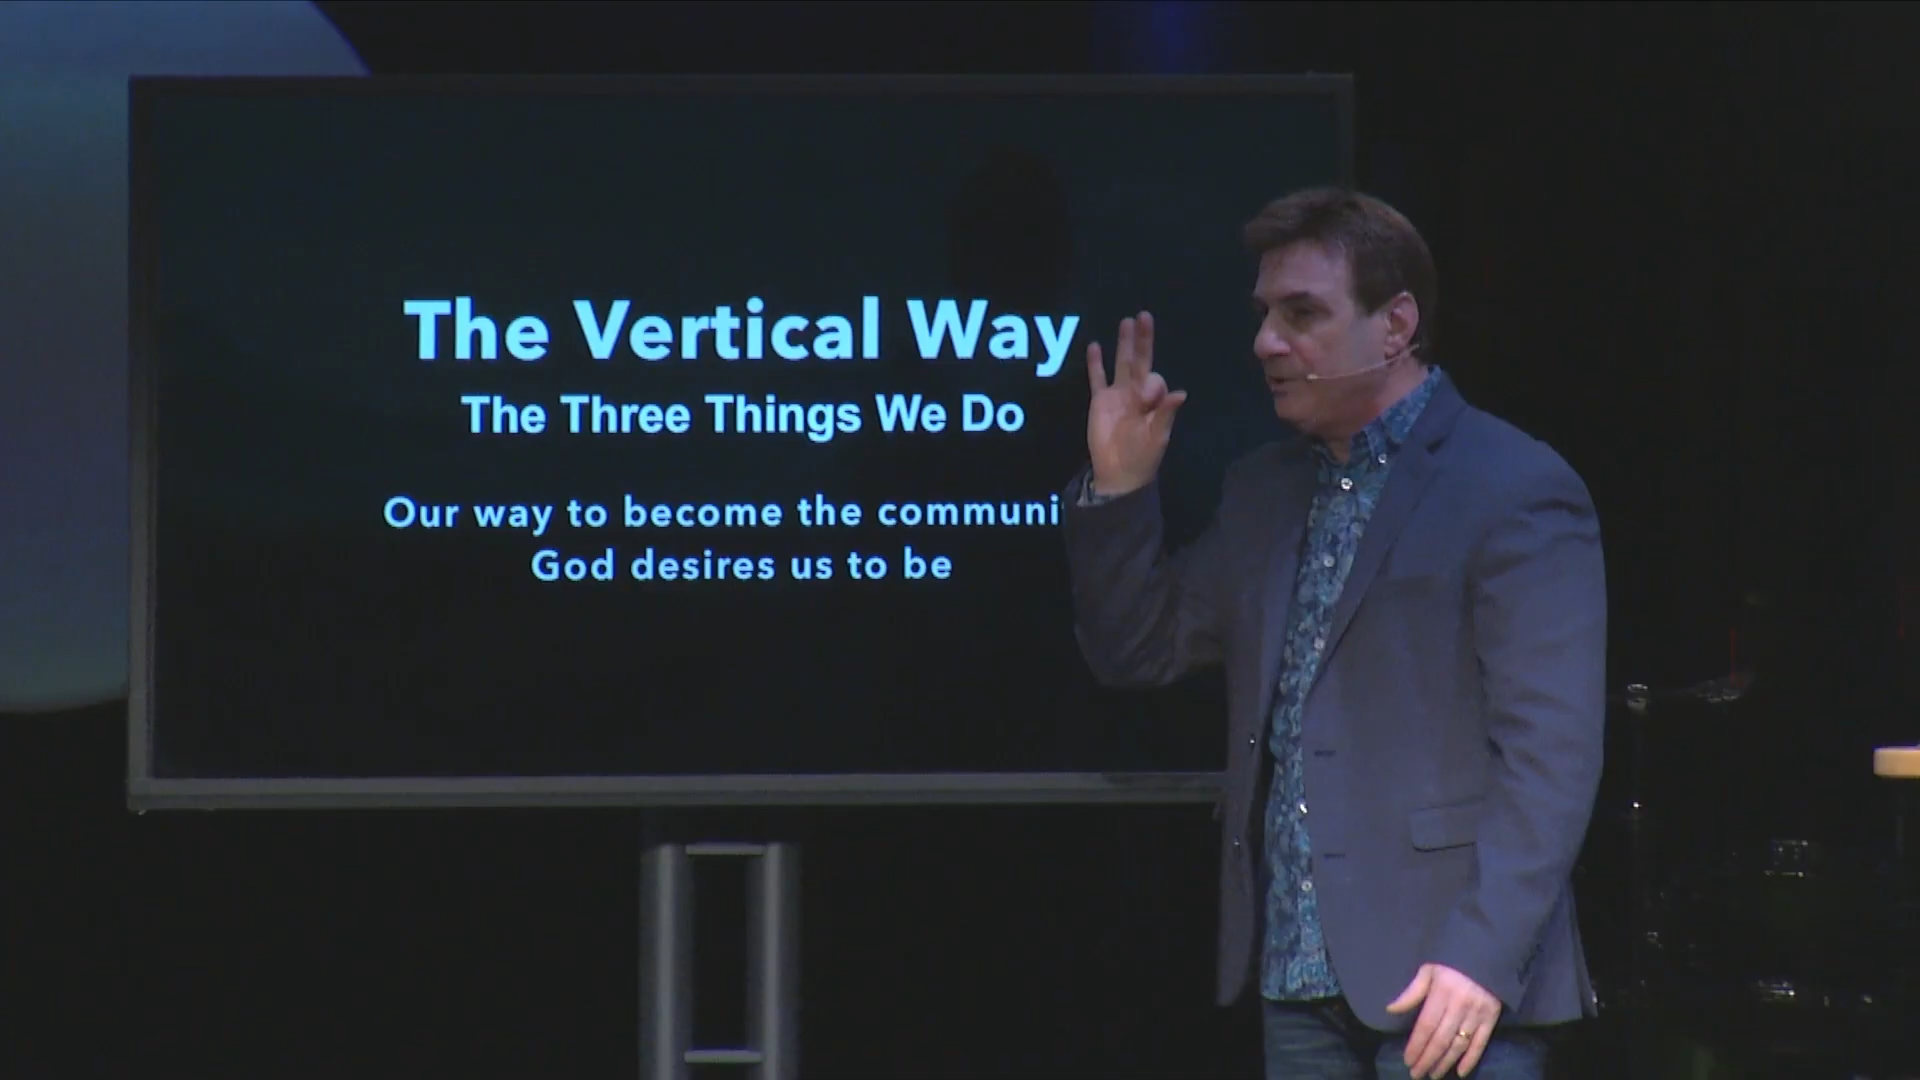 The Vertical Way
The Three Things We Do
Our way to become the communi
God desires us to be